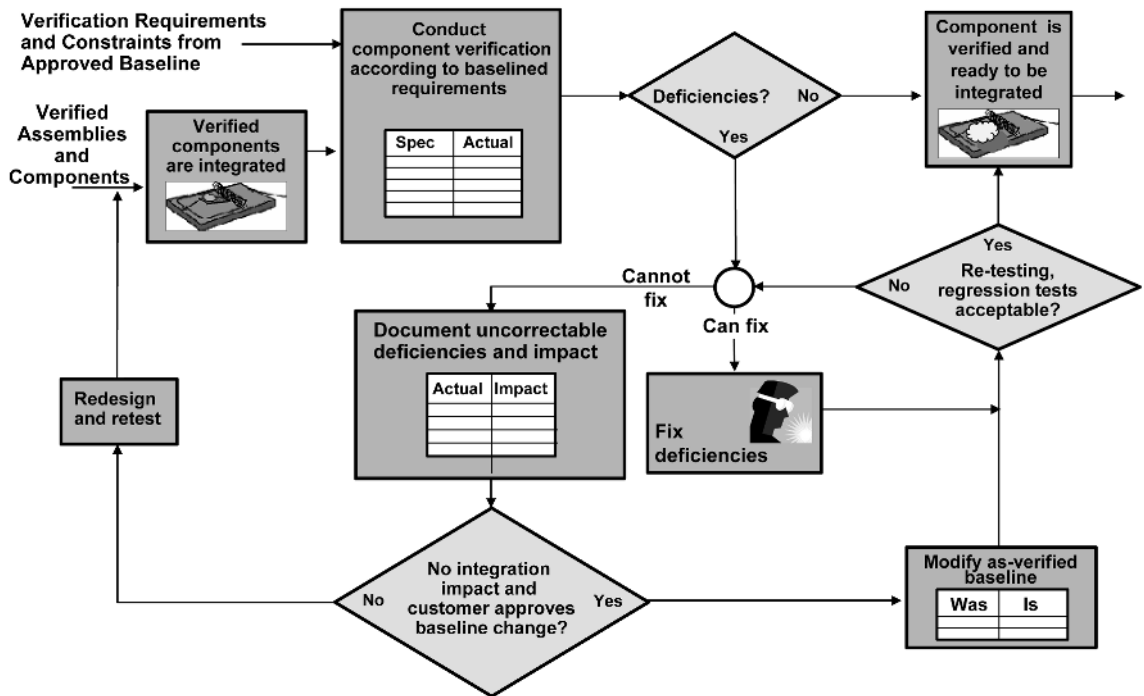 Verification Requirements
and Constraints from
Approved Baseline
Verified
Assemblies
and
Components
Verified
components
are integrated
Conduct
component verification
according to baselined
requirements
Spec Actual
Deficiencies?
No
Yes
Component is
verified and
ready to be
integrated
Cannot
fix
Can fix
No
Yes
Re-testing,
regression tests
acceptable?
Document uncorrectable
deficiencies and impact
Actual Impact
Fix
deficiencies
Redesign
and retest
No
No integration
impact and
customer approves
baseline change?
Yes
Modify as-verified
baseline
Was Is